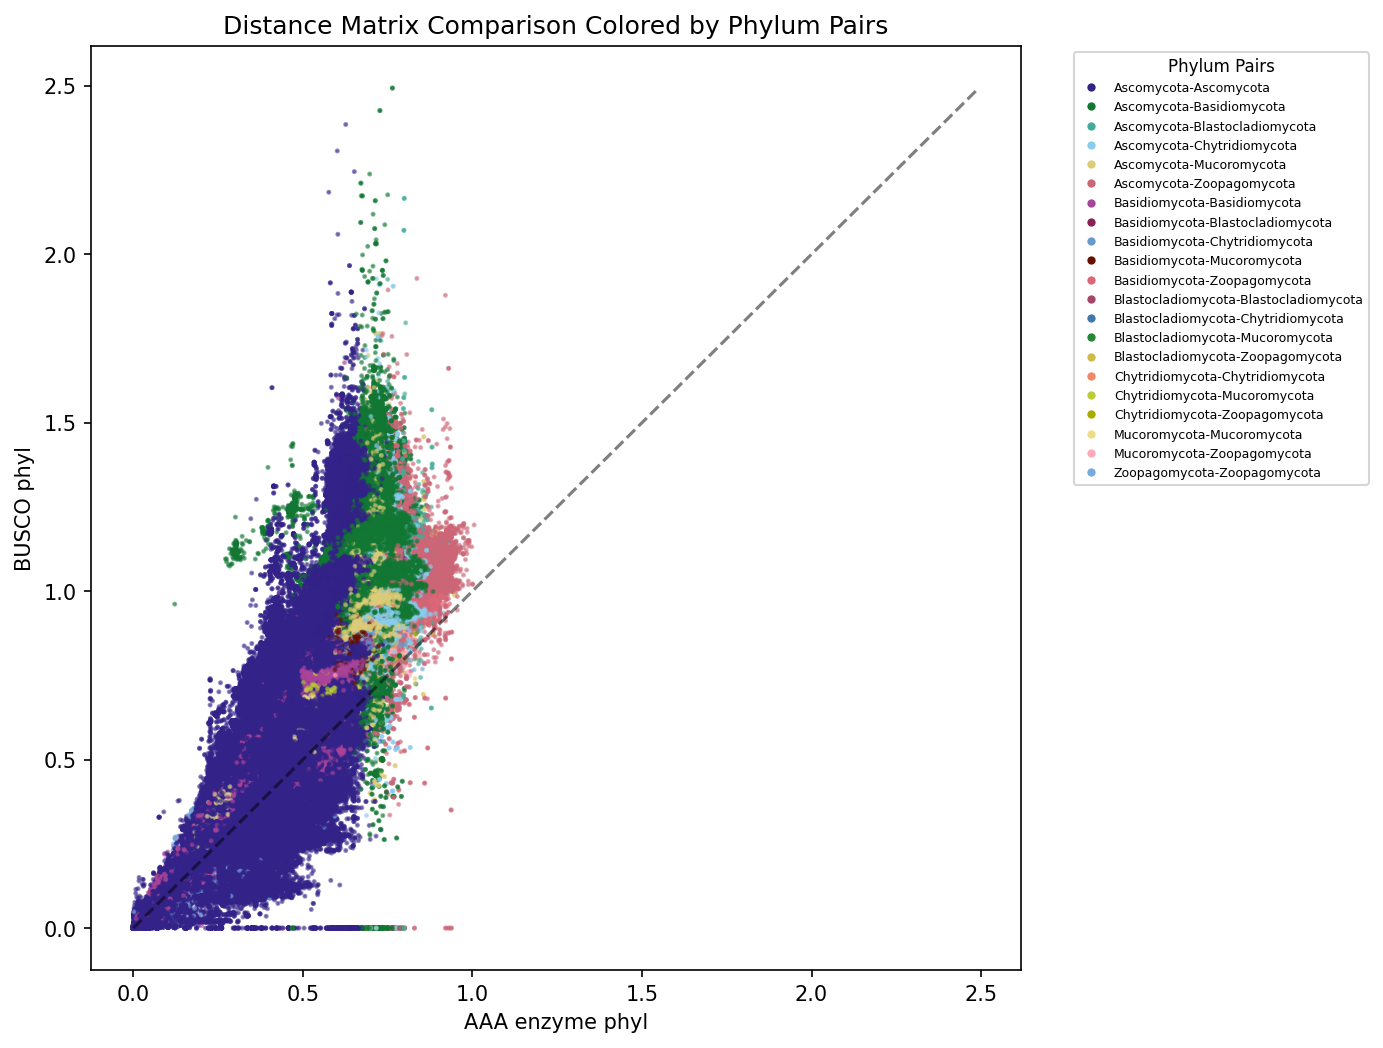 Distance Matrix Comparison Colored by Phylum Pairs
2.5
2.0
1.5
1.0
0.5
0.0
BUSCO phyl
0.0
0.5
1.0
1.5
2.0
2.5
AAA enzyme phyl
Phylum Pairs
Ascomycota-Ascomycota
Ascomycota-Basidiomycota
Ascomycota-Blastocladiomycota
Ascomycota-Chytridiomycota
Ascomycota-Mucoromycota
Ascomycota-Zoopagomycota
Basidiomycota-Basidiomycota
Basidiomycota-Blastocladiomycota
Basidiomycota-Chytridiomycota
Basidiomycota-Mucoromycota
Basidiomycota-Zoopagomycota
Blastocladiomycota-Blastocladiomycota
Blastocladiomycota-Chytridiomycota
Blastocladiomycota-Mucoromycota
Blastocladiomycota-Zoopagomycota
Chytridiomycota-Chytridiomycota
Chytridiomycota-Mucoromycota
Chytridiomycota-Zoopagomycota
Mucoromycota-Mucoromycota
Mucoromycota-Zoopagomycota
Zoopagomycota-Zoopagomycota